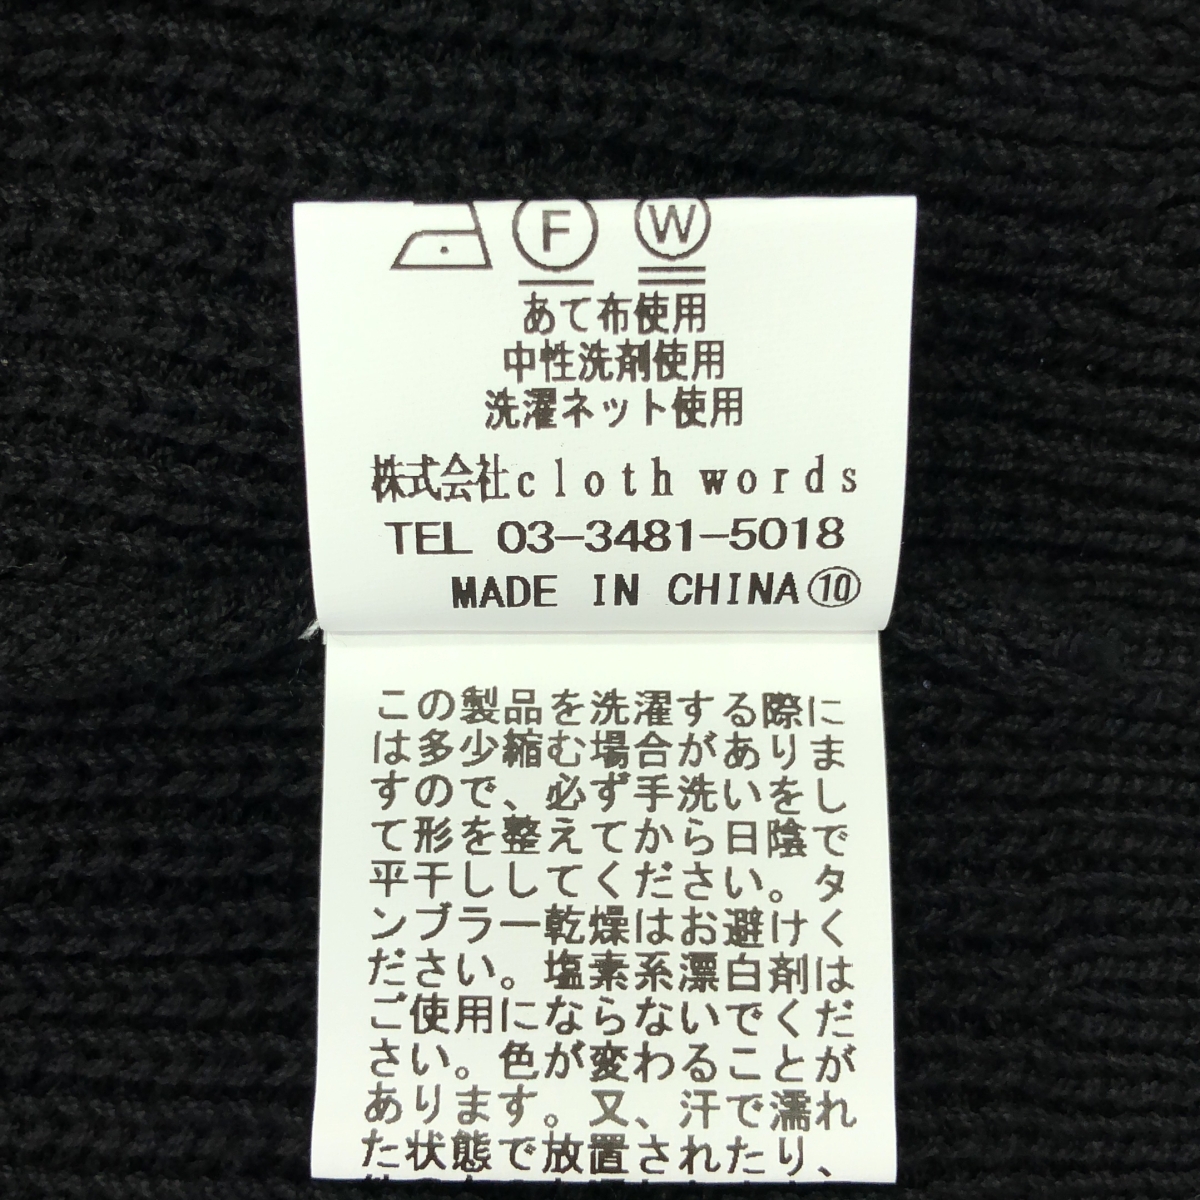 F W
あて布使用
中性洗剤使用
洗濯ネット使用
株式会社cloth words
TEL 03-3481-5018
MADE IN CHINA⑩
この製品を洗濯する際に
は多少縮む場合がありま
すので、必ず手洗いをし
て形を整えてから日陰で
平干ししてください。タ
ンブラー乾燥はお避けく
ださい。塩素系漂白剤は
ご使用にならないでくだ
さい。色が変わることが
あります。又、汗で濡れ
た状態で放置されたり、